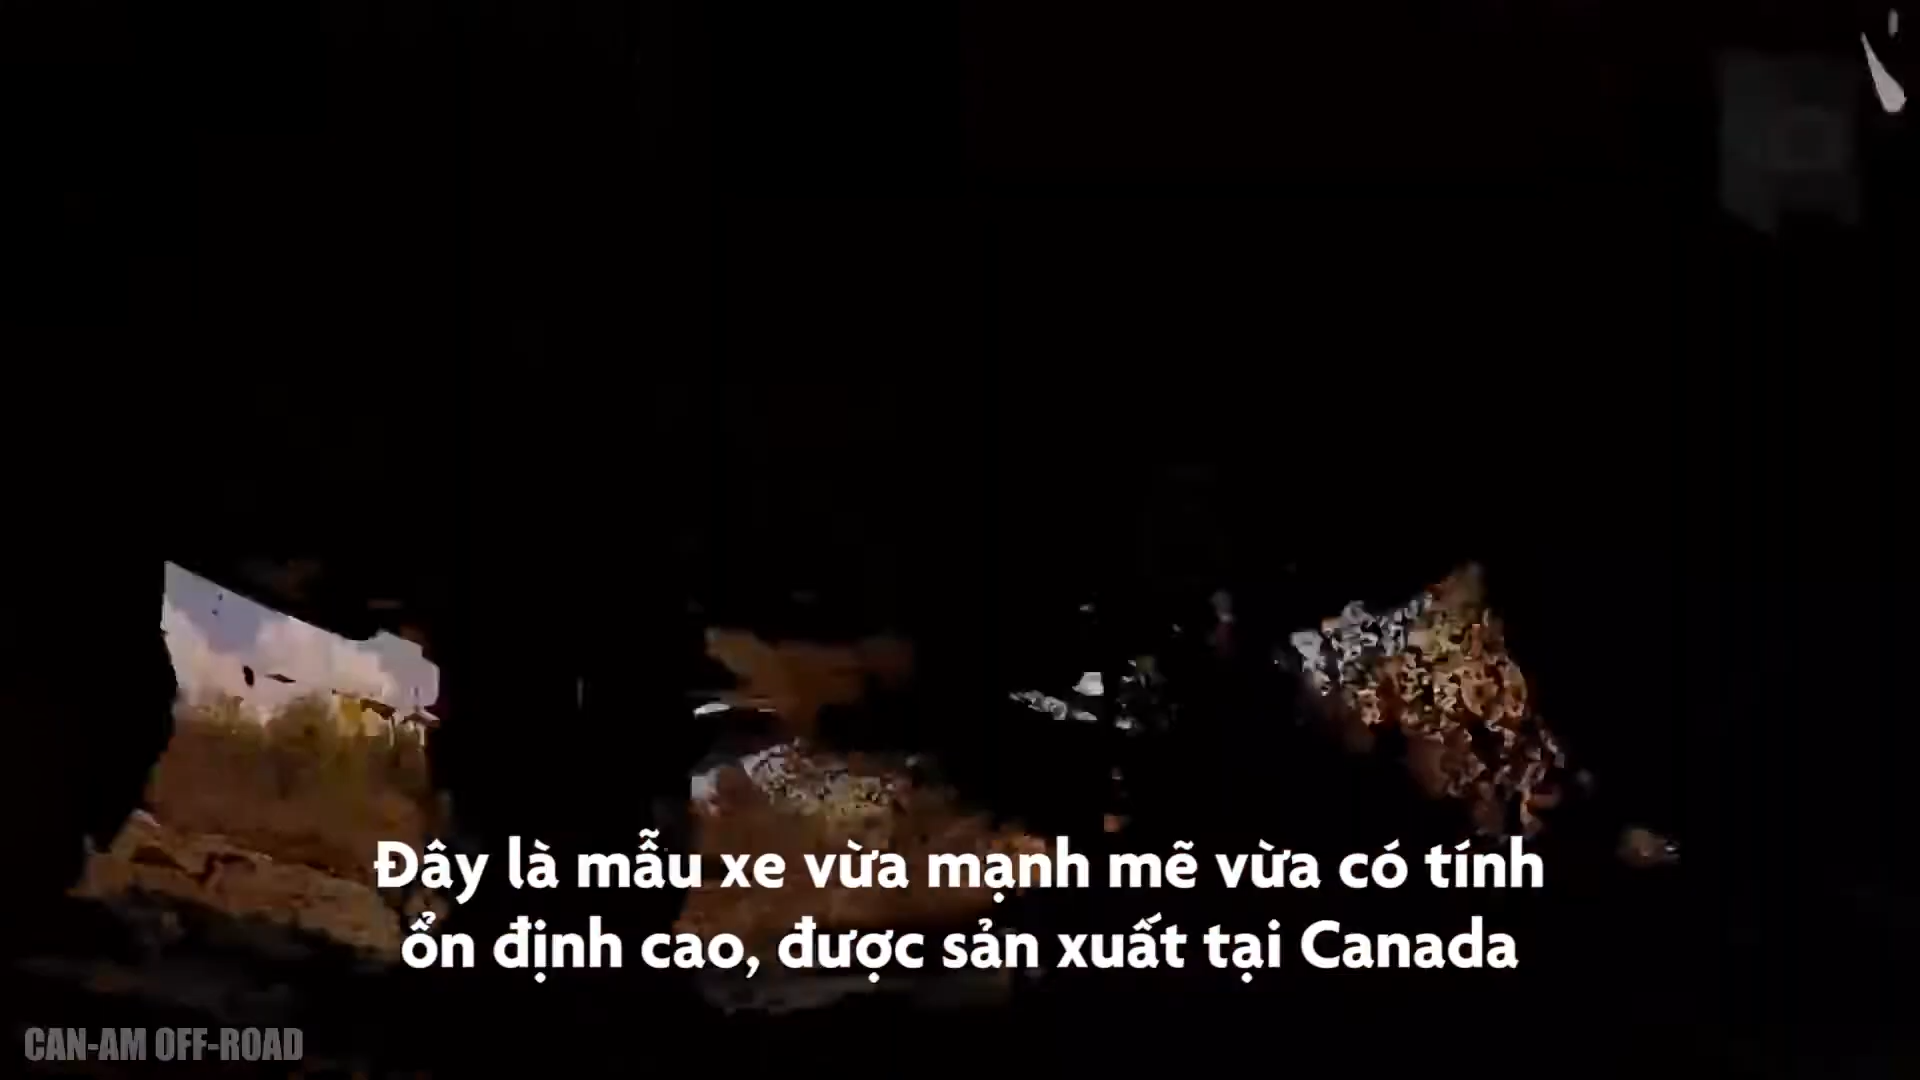 Đây là mẫu xe vừa mạnh mẽ vừa có tính
ổn định cao, được sản xuất tại Canada
CAN-AM OFF-ROAD